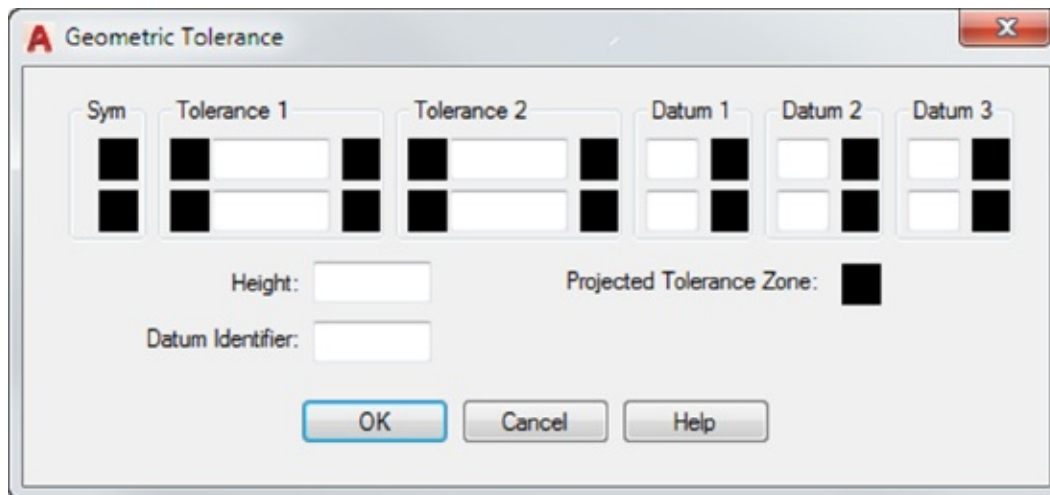 Geometric Tolerance
Sym Tolerance 1 Tolerance 2 Datum 1 Datum 2 Datum 3
Height: Projected Tolerance Zone:
Datum Identifier:
OK Cancel Help